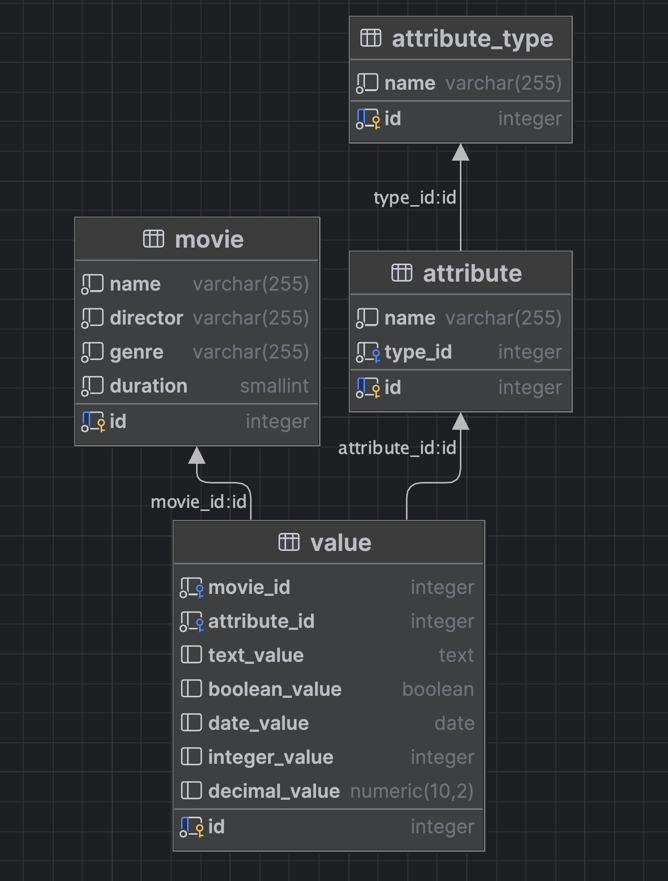 attribute_type
name varchar(255)
id integer
type_id:id
movie
name varchar(255)
director varchar(255)
genre varchar(255)
duration smallint
id integer
attribute
name varchar(255)
type_id integer
id integer
attribute_id:id
movie_id:id
value
movie_id integer
attribute_id integer
text_value text
boolean_value boolean
date_value date
integer_value integer
decimal_value numeric(10,2)
id integer